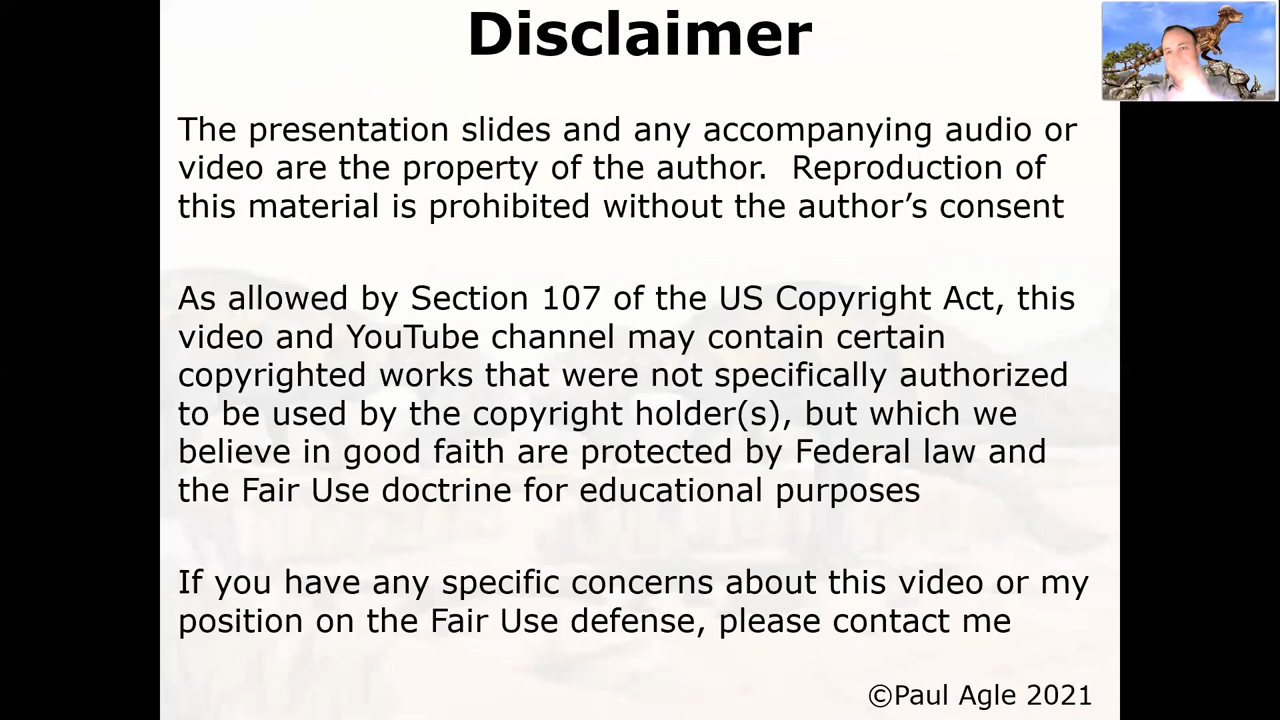 Disclaimer
The presentation slides and any accompanying audio or
video are the property of the author.  Reproduction of
this material is prohibited without the author’s consent
As allowed by Section 107 of the US Copyright Act, this
video and YouTube channel may contain certain
copyrighted works that were not specifically authorized
to be used by the copyright holder(s), but which we
believe in good faith are protected by Federal law and
the Fair Use doctrine for educational purposes
If you have any specific concerns about this video or my
position on the Fair Use defense, please contact me
©Paul Agle 2021